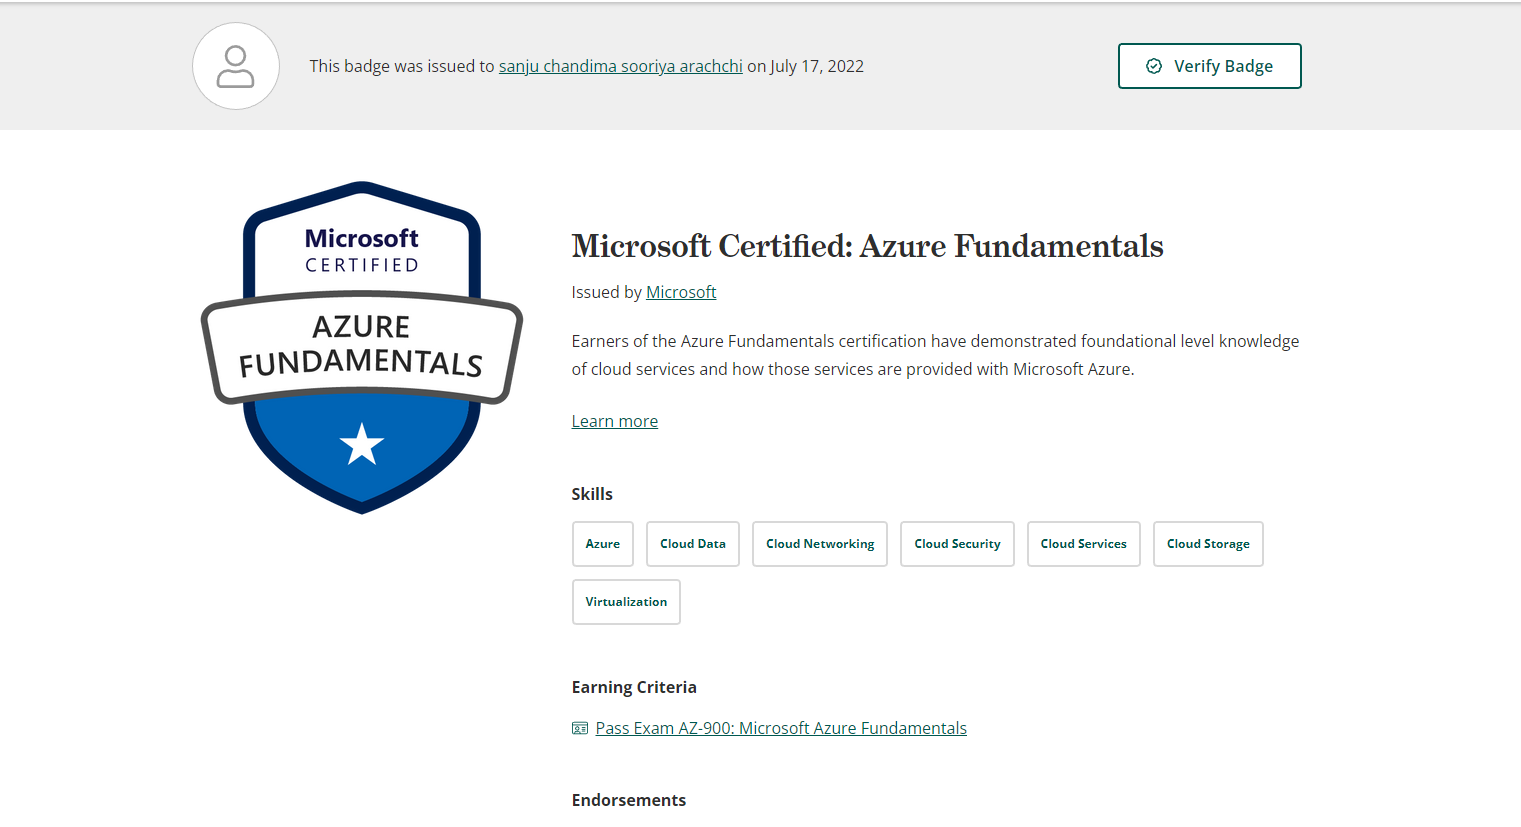 This badge was issued to sanju chandima sooriya arachchi on July 17, 2022
Verify Badge
Microsoft
CERTIFIED
AZURE
FUNDAMENTALS
Microsoft Certified: Azure Fundamentals
Issued by Microsoft
Earners of the Azure Fundamentals certification have demonstrated foundational level knowledge
of cloud services and how those services are provided with Microsoft Azure.
Learn more
Skills
Azure
Cloud Data
Cloud Networking
Cloud Security
Cloud Services
Cloud Storage
Virtualization
Earning Criteria
Pass Exam AZ-900: Microsoft Azure Fundamentals
Endorsements